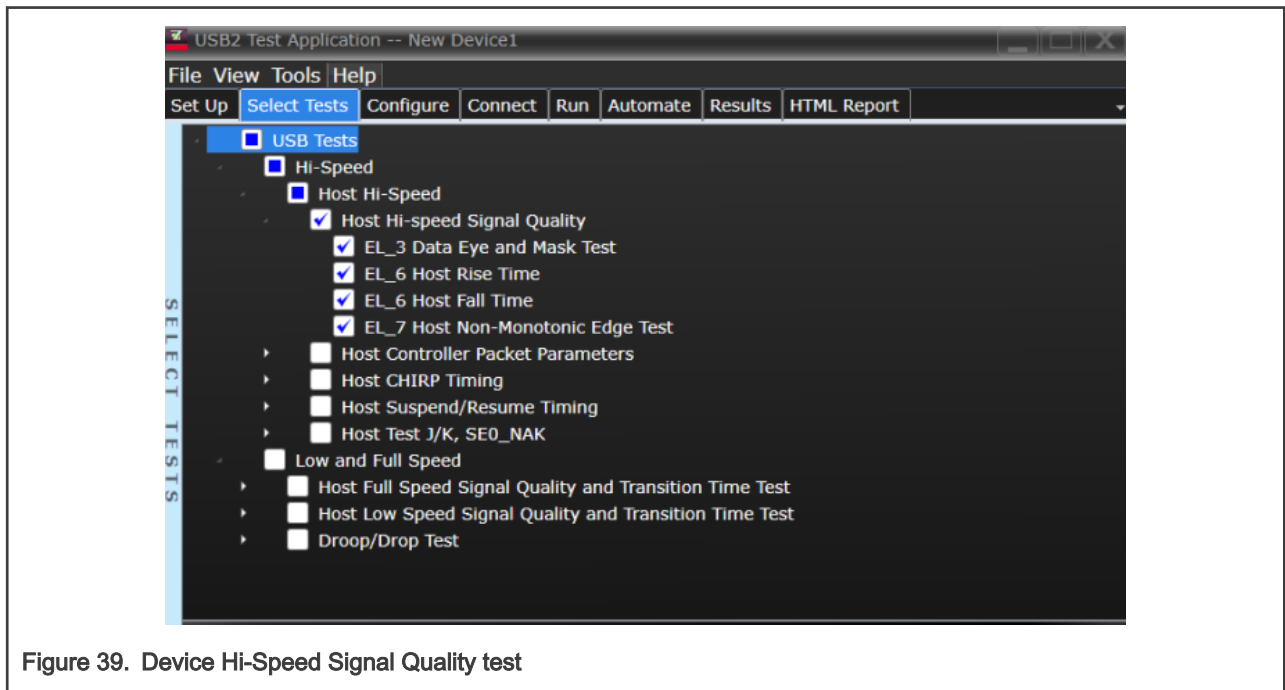 USB2 Test Application -- New Device1
File View Tools Help
Set Up Select Tests Configure Connect Run Automate Results HTML Report
USB Tests
Hi-Speed
Host Hi-Speed
Host Hi-speed Signal Quality
EL_3 Data Eye and Mask Test
EL_6 Host Rise Time
EL_6 Host Fall Time
EL_7 Host Non-Monotonic Edge Test
Host Controller Packet Parameters
Host CHIRP Timing
Host Suspend/Resume Timing
Host Test J/K, SE0_NAK
Low and Full Speed
Host Full Speed Signal Quality and Transition Time Test
Host Low Speed Signal Quality and Transition Time Test
Droop/Drop Test
SELECT TESTS
Figure 39. Device Hi-Speed Signal Quality test